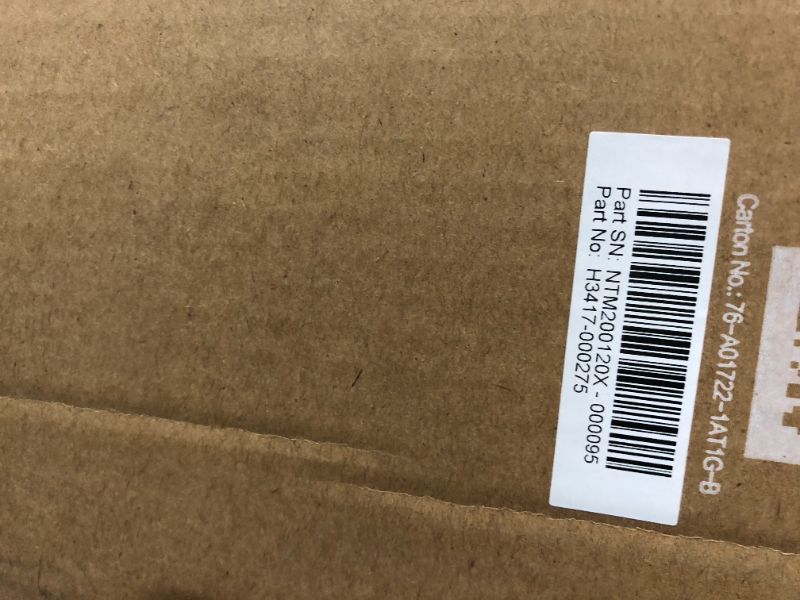 Carton No.: 76-A01722-1AT1G-B
Part SN: NTM200120X - 000095
Part No: H3417-000275